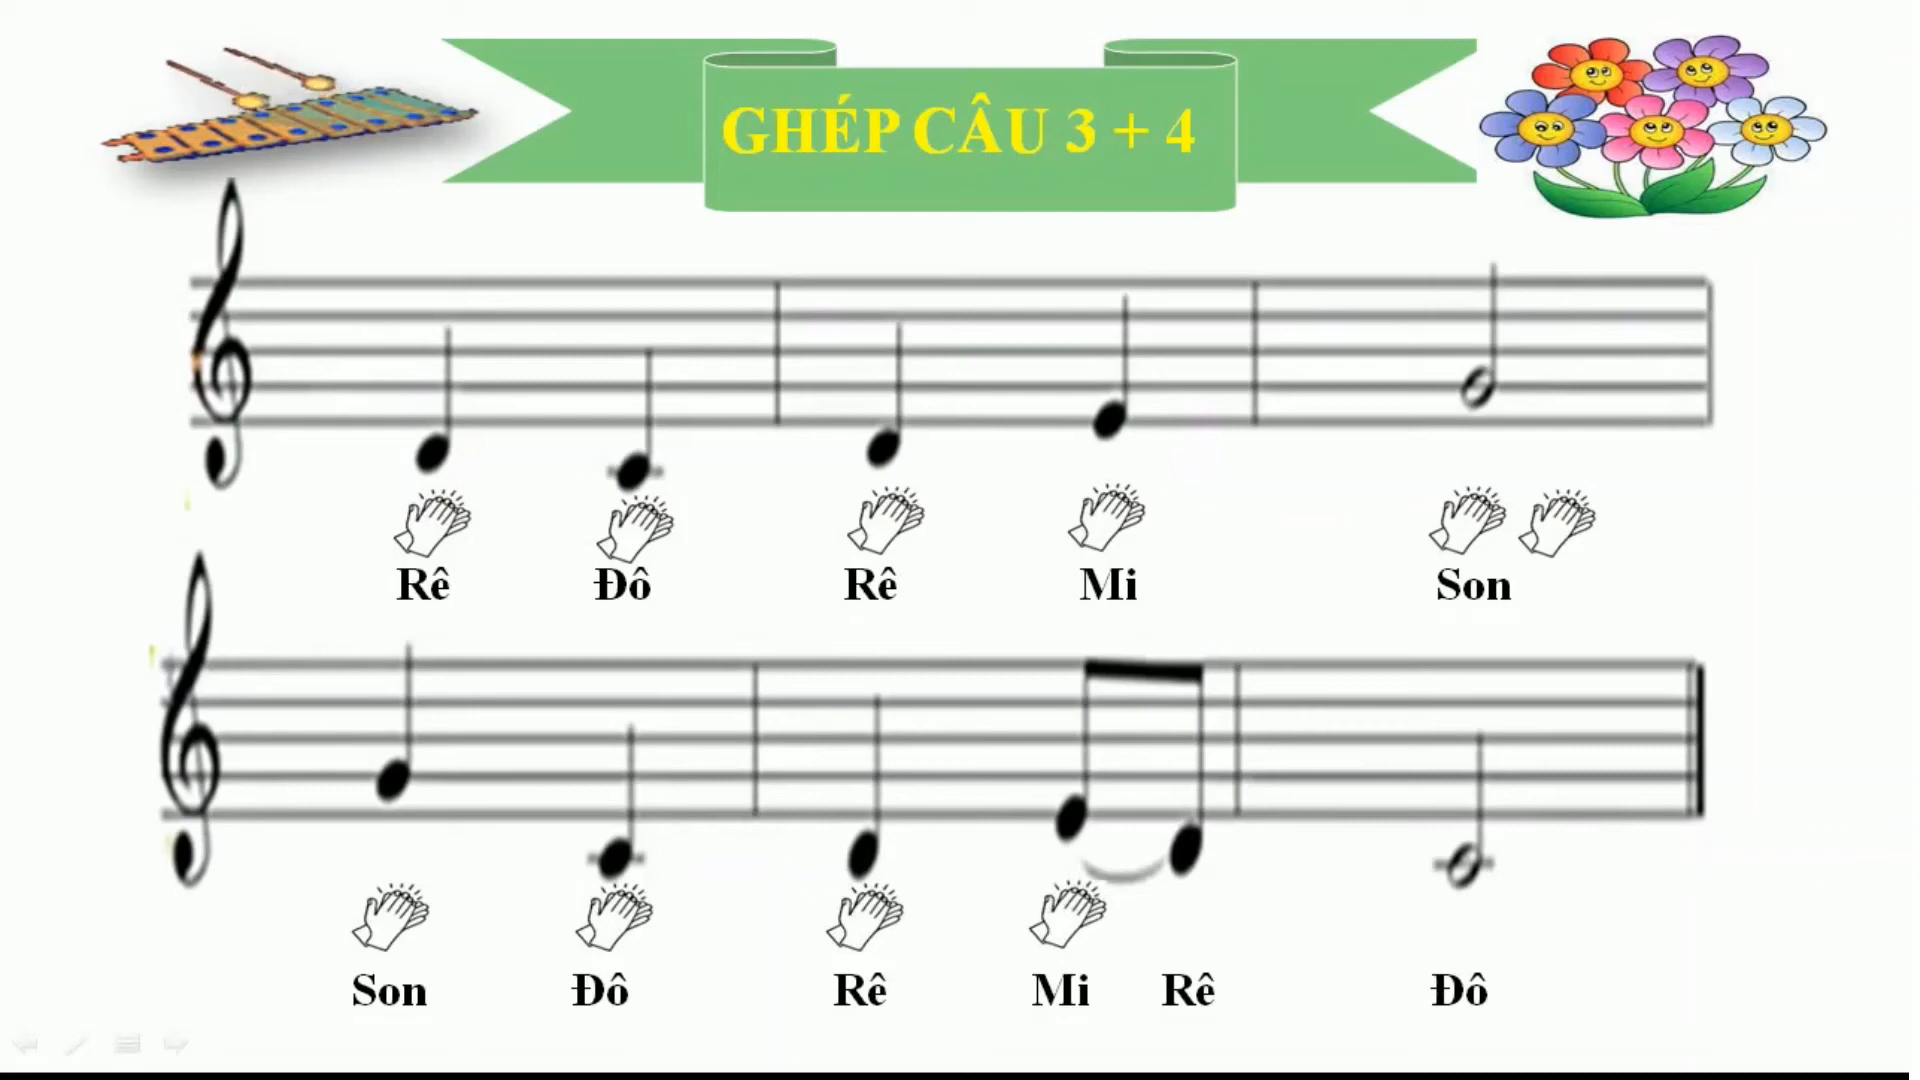 GHÉP CÂU 3 + 4
Rê Đô Rê Mi Son
Son Đô Rê Mi Rê Đô